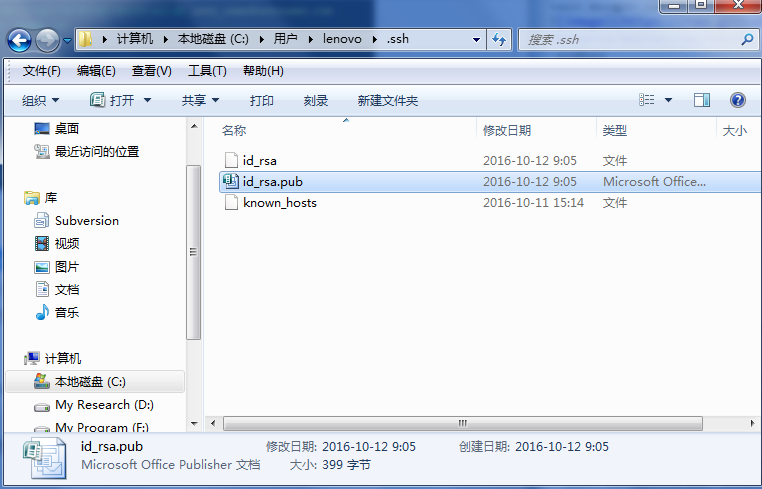 计算机 本地磁盘 (C:) 用户 lenovo .ssh 搜索 .ssh
文件(F) 编辑(E) 查看(V) 工具(T) 帮助(H)
组织 打开 共享 打印 刻录 新建文件夹
桌面
最近访问的位置
库
Subversion
视频
图片
文档
音乐
计算机
本地磁盘 (C:)
My Research (D:)
My Program (E:)
名称 修改日期 类型 大小
id_rsa 2016-10-12 9:05 文件
id_rsa.pub 2016-10-12 9:05 Microsoft Office...
known_hosts 2016-10-11 15:14 文件
id_rsa.pub 修改日期: 2016-10-12 9:05 创建日期: 2016-10-12 9:05
Microsoft Office Publisher 文档 大小: 399 字节